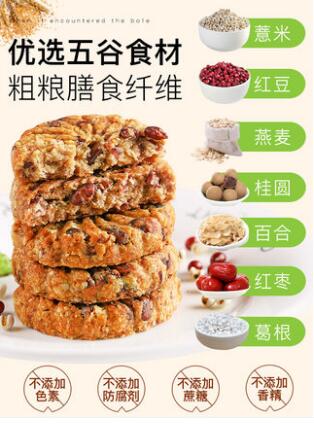 when it encountered the bole
优选五谷食材
粗粮膳食纤维
薏米
红豆
燕麦
桂圆
百合
红枣
葛根
不添加
色素
不添加
防腐剂
不添加
蔗糖
不添加
香精